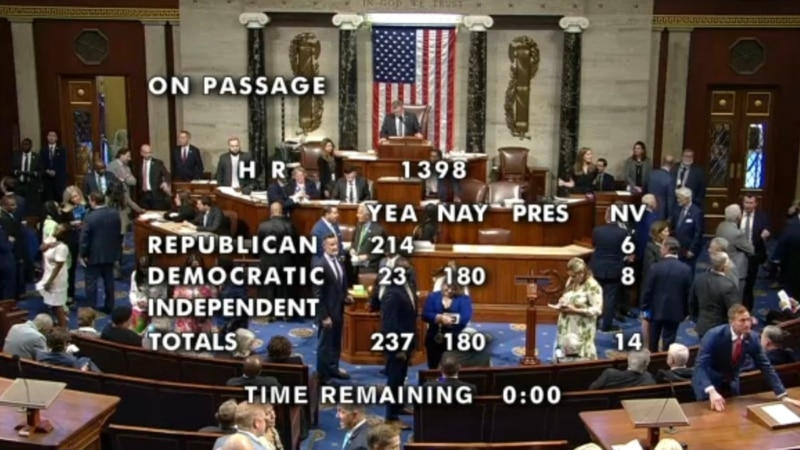 IN GOD WE TRUST
ON PASSAGE
H R 1398
YEA NAY PRES NV
REPUBLICAN 214 6
DEMOCRATIC 23 180 8
INDEPENDENT
TOTALS 237 180 14
TIME REMAINING 0:00